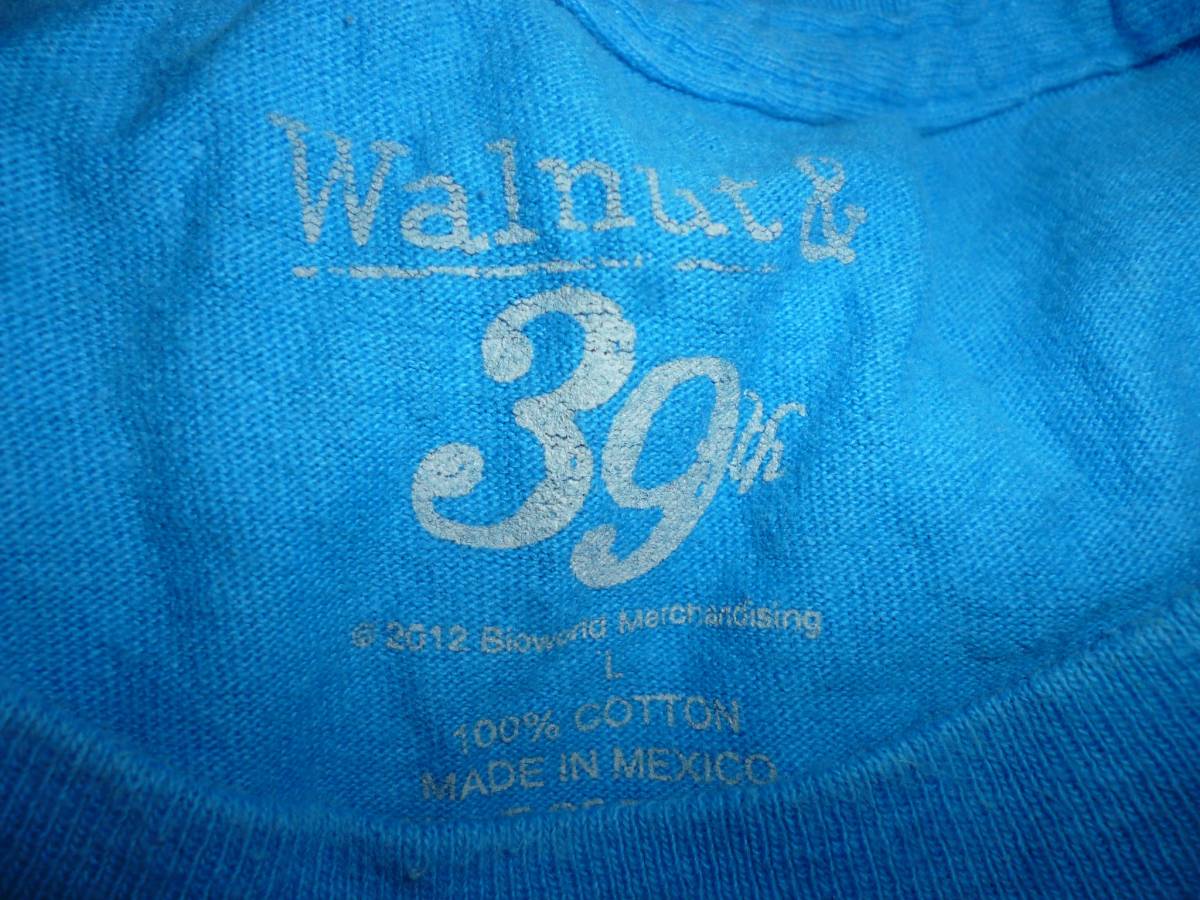 Walnut &
39th
© 2012 Bioworld Merchandising
L
100% COTTON
MADE IN MEXICO